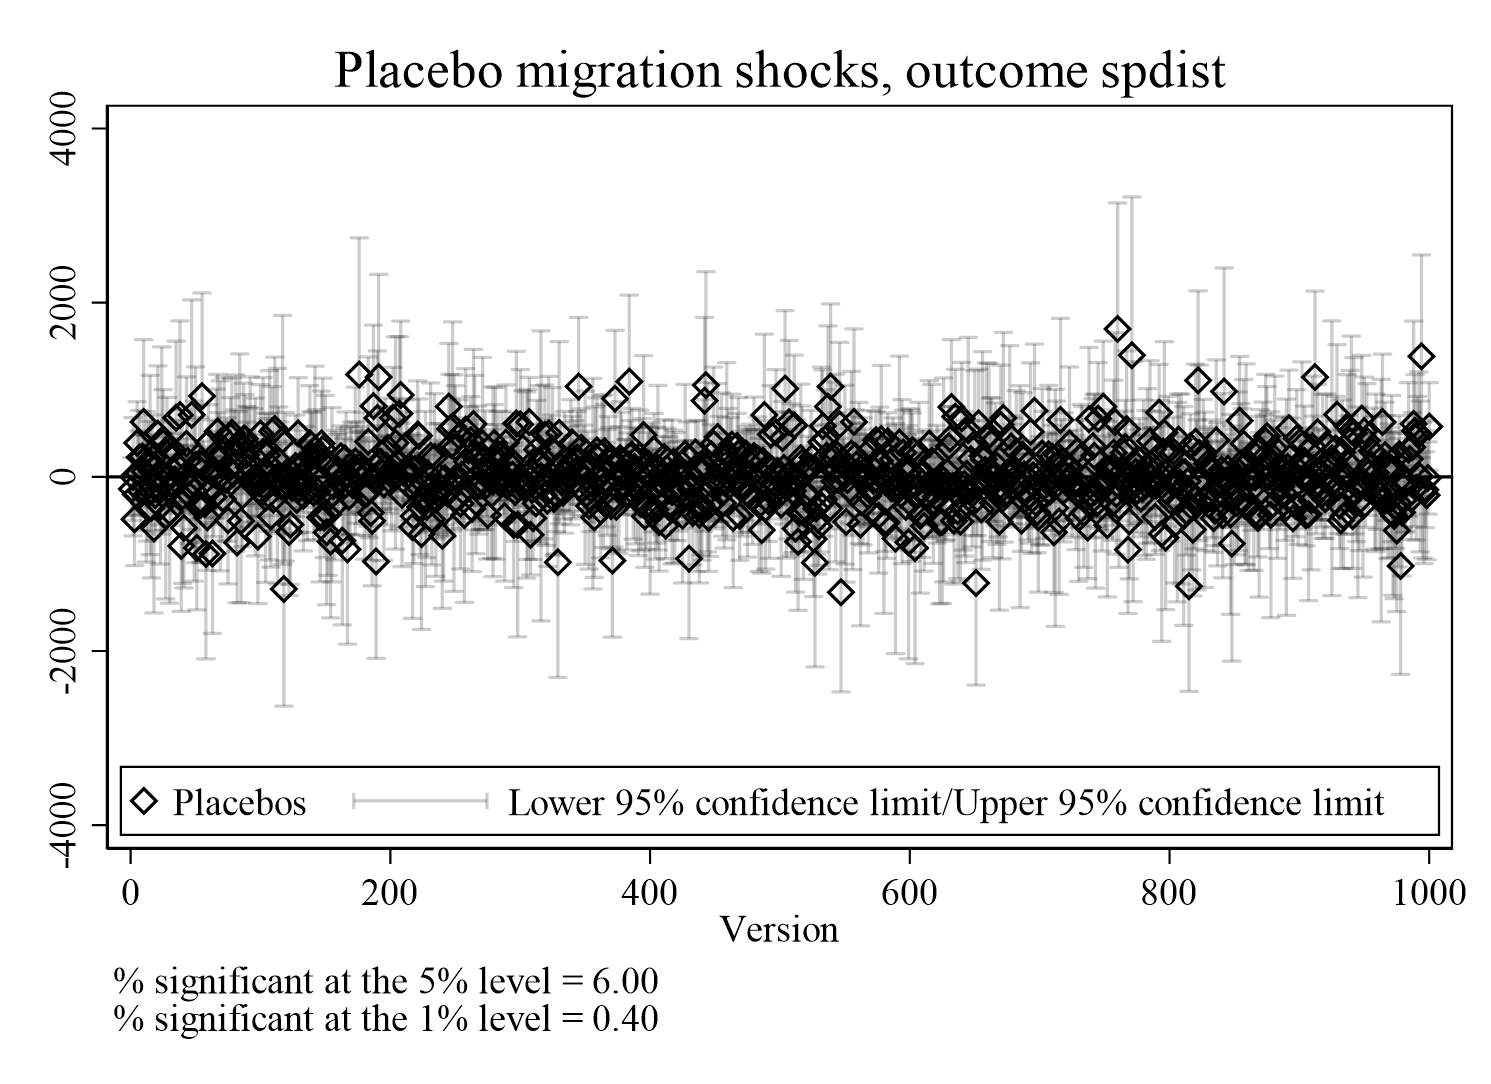 Placebo migration shocks, outcome spdist
4000
2000
0
-2000
-4000
Placebos
Lower 95% confidence limit/Upper 95% confidence limit
0 200 400 600 800 1000
Version
% significant at the 5% level = 6.00
% significant at the 1% level = 0.40